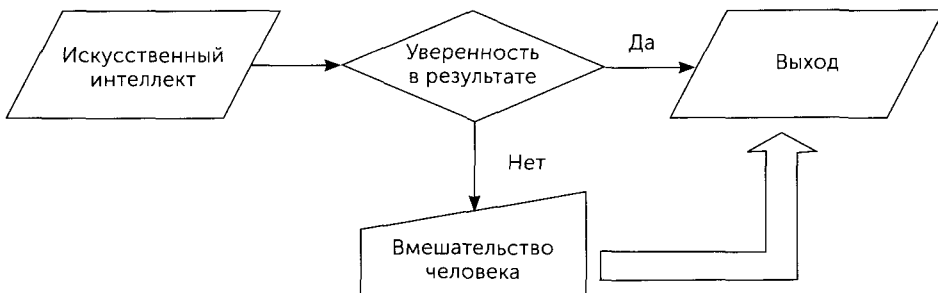 Искусственный
интеллект
Уверенность
в результате
Да
Выход
Нет
Вмешательство
человека